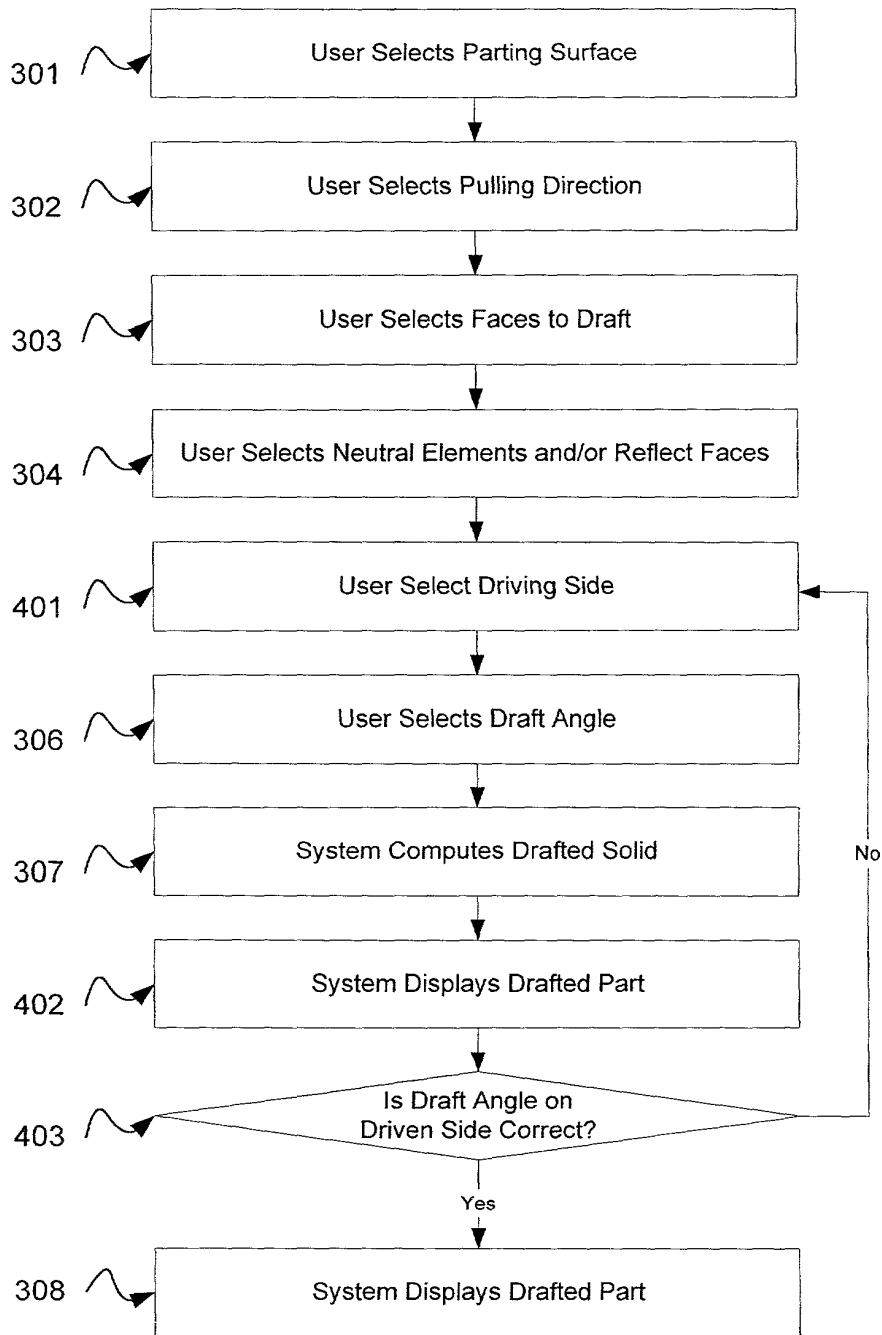 301
User Selects Parting Surface
302
User Selects Pulling Direction
303
User Selects Faces to Draft
304
User Selects Neutral Elements and/or Reflect Faces
401
User Select Driving Side
306
User Selects Draft Angle
307
System Computes Drafted Solid
No
402
System Displays Drafted Part
403
Is Draft Angle on
Driven Side Correct?
Yes
308
System Displays Drafted Part